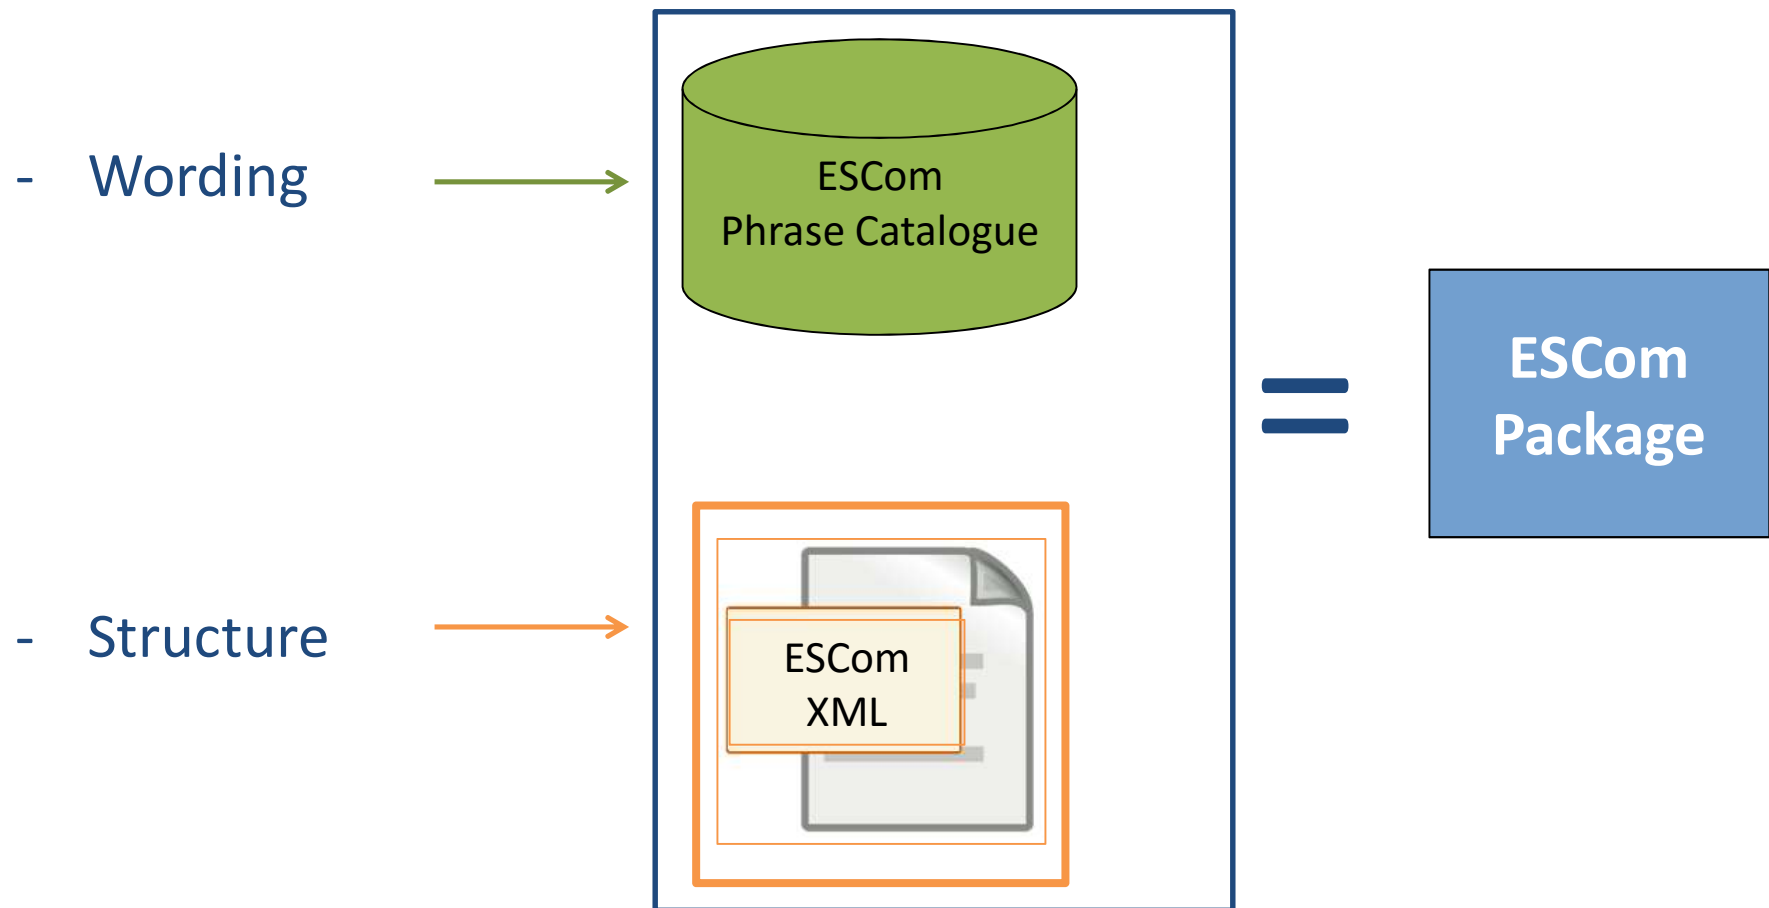 - Wording
ESCom
Phrase Catalogue
=
ESCom
Package
- Structure
ESCom
XML